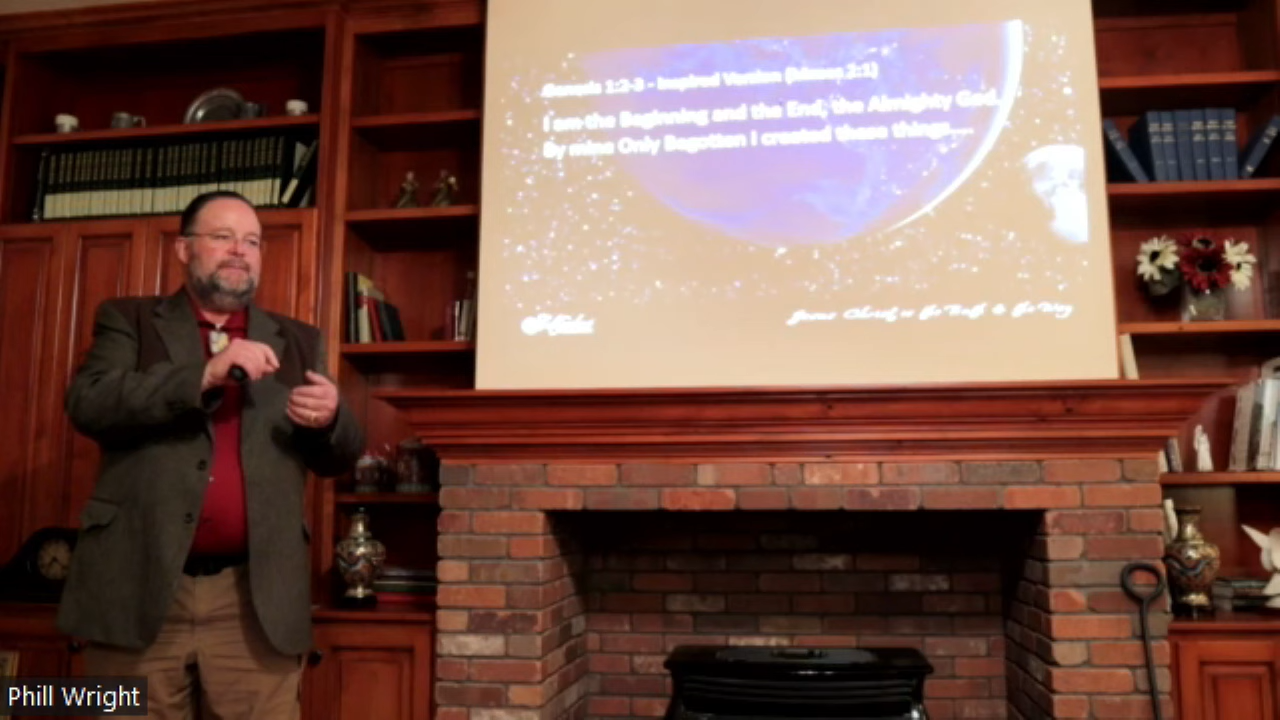 Genesis 1:2-3 - Inspired Version (Moses 2:1)
I am the Beginning and the End, the Almighty God.
By mine Only Begotten I created these things....
Jesus Christ is the Truth & the Way
Phill Wright